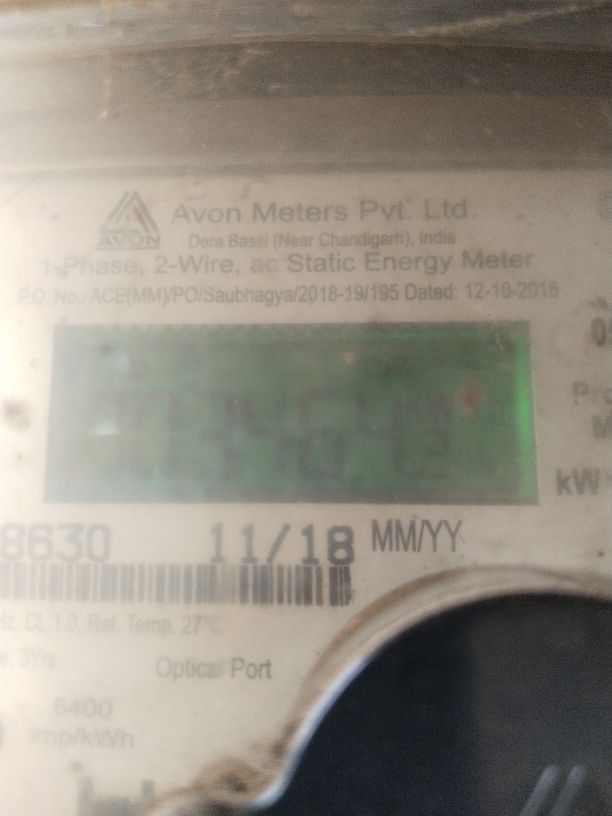 AVON
Avon Meters Pvt. Ltd.
Dera Bassi (Near Chandigarh), India
1-Phase, 2-Wire, ac Static Energy Meter
P.O. No.: ACE(MM)/PO/Saubhagya/2018-19/195 Dated: 12-10-2018
kW
8630 11/18 MM/YY
Hz, CL 1.0, Ref. Temp. 27°C
3Yrs.
Optical Port
6400
imp/kWh